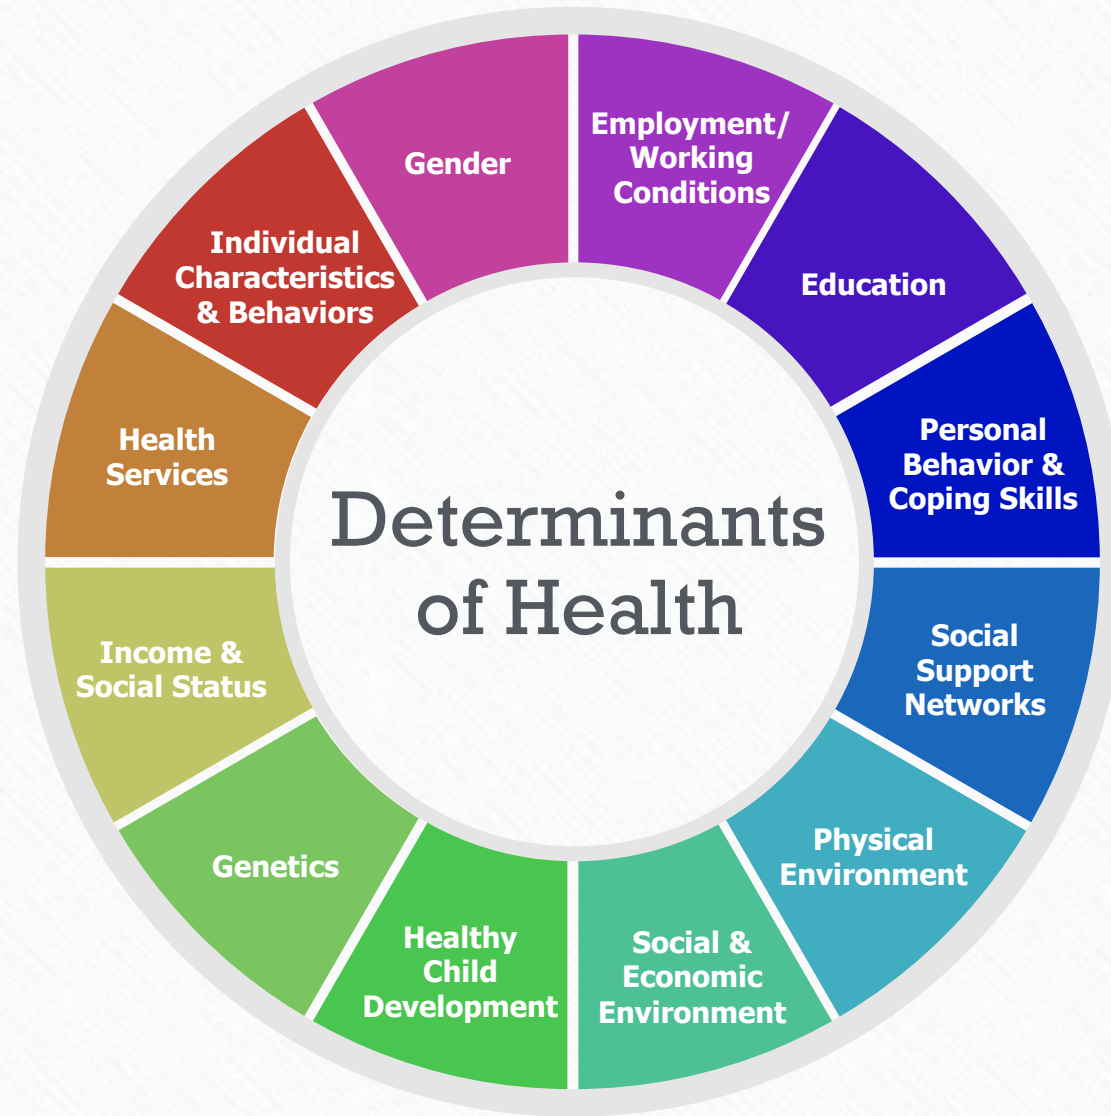 Gender
Employment/
Working
Conditions
Education
Personal
Behavior &
Coping Skills
Social
Support
Networks
Physical
Environment
Social &
Economic
Environment
Healthy
Child
Development
Genetics
Income &
Social Status
Health
Services
Individual
Characteristics
& Behaviors
Determinants
of Health